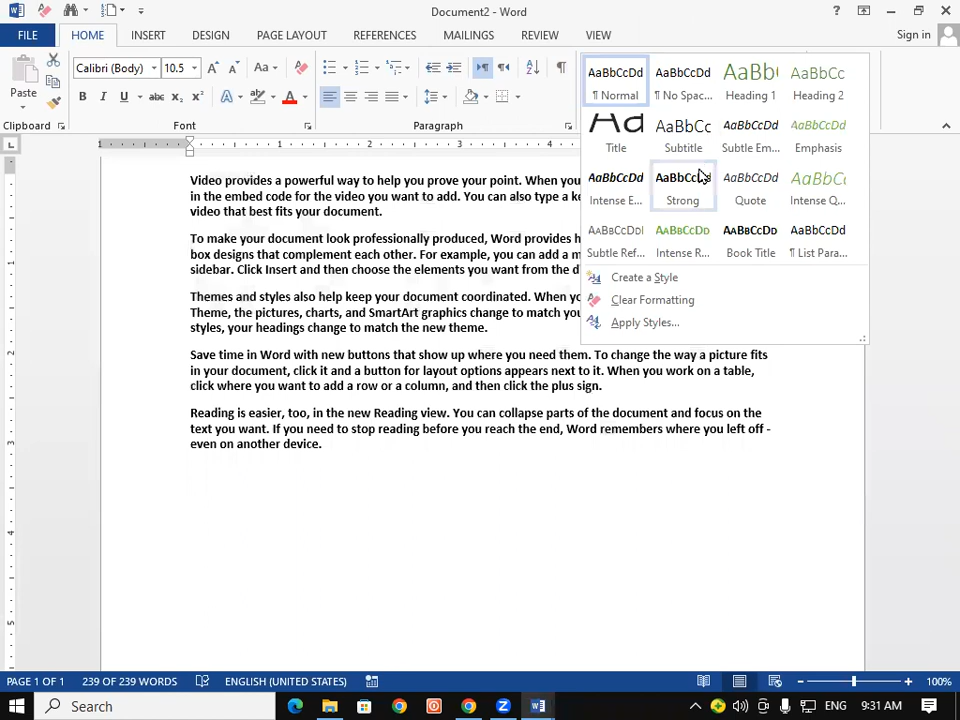 Document2 - Word
Sign in
FILE
HOME
INSERT
DESIGN
PAGE LAYOUT
REFERENCES
MAILINGS
REVIEW
VIEW
Paste
Calibri (Body)
10.5
Clipboard
Font
Paragraph
AaBbCcDd
¶ Normal
AaBbCcDd
¶ No Spac...
Heading 1
AaBbCc
Heading 2
Title
AaBbCc
Subtitle
AaBbCcDd
Subtle Em...
AaBbCcDd
Emphasis
AaBbCcDd
Intense E...
Strong
AaBbCcDd
Quote
Intense Q...
Subtle Ref...
AaBbCcDd
Intense R...
AaBbCcDd
Book Title
AaBbCcDd
¶ List Para...
Create a Style
Clear Formatting
Apply Styles...
Video provides a powerful way to help you prove your point. When you
in the embed code for the video you want to add. You can also type a
video that best fits your document.
To make your document look professionally produced, Word provides
box designs that complement each other. For example, you can add a
sidebar. Click Insert and then choose the elements you want from the
Themes and styles also help keep your document coordinated. When
Theme, the pictures, charts, and SmartArt graphics change to match
styles, your headings change to match the new theme.
Save time in Word with new buttons that show up where you need them. To change the way a picture fits
in your document, click it and a button for layout options appears next to it. When you work on a table,
click where you want to add a row or a column, and then click the plus sign.
Reading is easier, too, in the new Reading view. You can collapse parts of the document and focus on the
text you want. If you need to stop reading before you reach the end, Word remembers where you left off -
even on another device.
PAGE 1 OF 1
239 OF 239 WORDS
ENGLISH (UNITED STATES)
100%
Search
ENG
9:31 AM